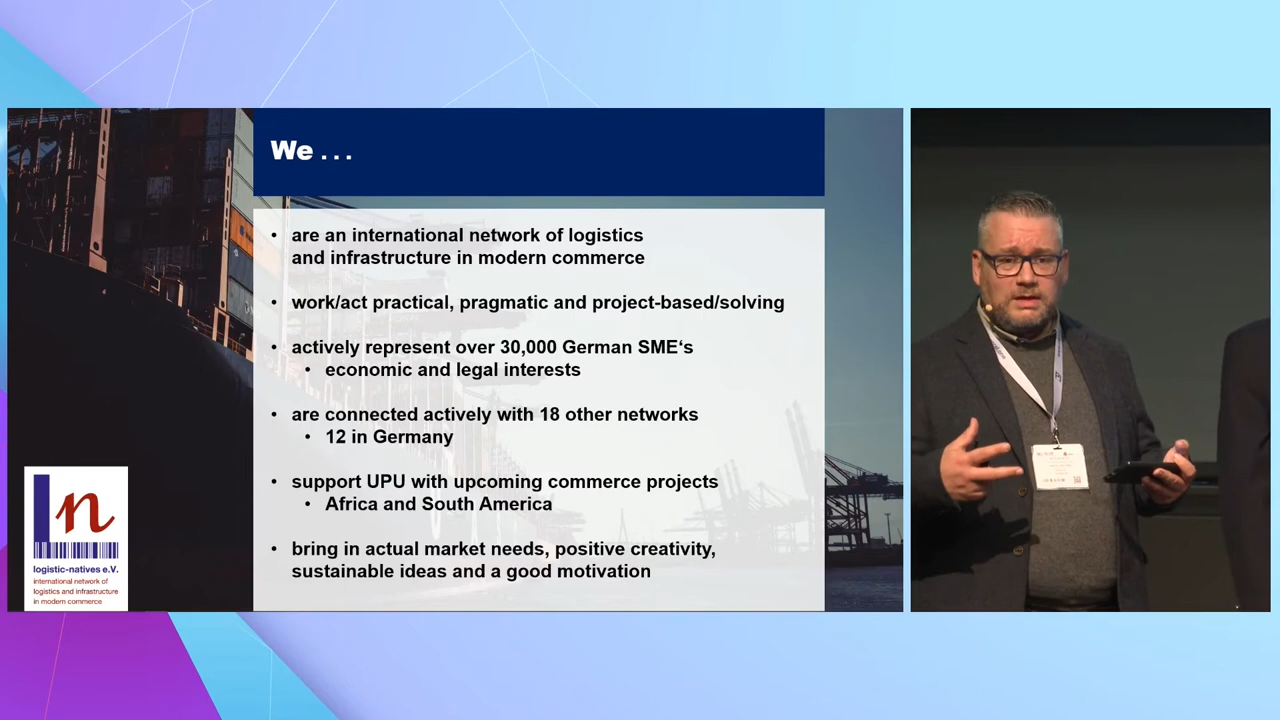 We . . .
• are an international network of logistics
and infrastructure in modern commerce
• work/act practical, pragmatic and project-based/solving
• actively represent over 30,000 German SME‘s
• economic and legal interests
• are connected actively with 18 other networks
• 12 in Germany
• support UPU with upcoming commerce projects
• Africa and South America
• bring in actual market needs, positive creativity,
sustainable ideas and a good motivation
ln
logistic-natives e.V.
international network of
logistics and infrastructure
in modern commerce